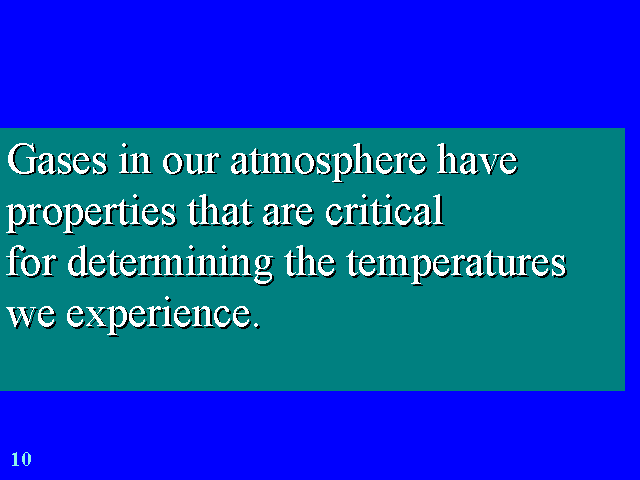 Gases in our atmosphere have
properties that are critical
for determining the temperatures
we experience.
10